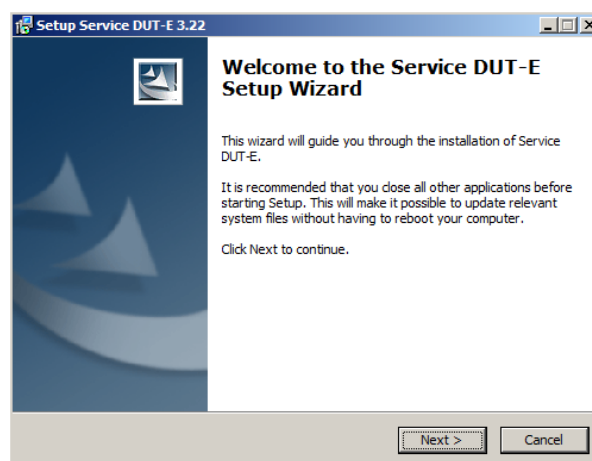 Setup Service DUT-E 3.22
Welcome to the Service DUT-E
Setup Wizard
This wizard will guide you through the installation of Service
DUT-E.
It is recommended that you close all other applications before
starting Setup. This will make it possible to update relevant
system files without having to reboot your computer.
Click Next to continue.
Next >
Cancel